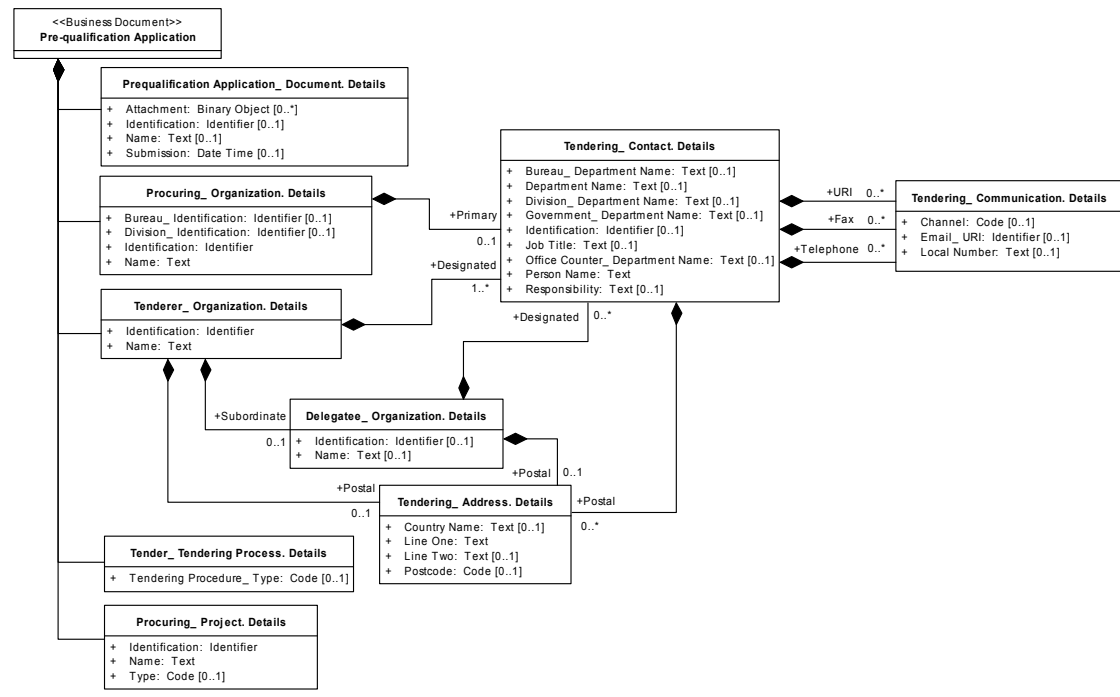 <<Business Document>>
Pre-qualification Application
Prequalification Application_ Document. Details
+ Attachment: Binary Object [0..*]
+ Identification: Identifier [0..1]
+ Name: Text [0..1]
+ Submission: Date Time [0..1]
Procuring_ Organization. Details
+ Bureau_ Identification: Identifier [0..1]
+ Division_ Identification: Identifier [0..1]
+ Identification: Identifier
+ Name: Text
Tenderer_ Organization. Details
+ Identification: Identifier
+ Name: Text
Tendering_ Contact. Details
+ Bureau_ Department Name: Text [0..1]
+ Department Name: Text [0..1]
+ Division_ Department Name: Text [0..1]
+ Government_ Department Name: Text [0..1]
+ Identification: Identifier [0..1]
+ Job Title: Text [0..1]
+ Office Counter_ Department Name: Text [0..1]
+ Person Name: Text
+ Responsibility: Text [0..1]
+Primary
0..1
+Designated
1..*
+URI 0..*
+Fax 0..*
+Telephone 0..*
Tendering_ Communication. Details
+ Channel: Code [0..1]
+ Email_ URI: Identifier [0..1]
+ Local Number: Text [0..1]
+Designated 0..*
+Subordinate
0..1
Delegatee_ Organization. Details
+ Identification: Identifier [0..1]
+ Name: Text [0..1]
+Postal 0..1
+Postal
0..1
+Postal
0..*
Tendering_ Address. Details
+ Country Name: Text [0..1]
+ Line One: Text
+ Line Two: Text [0..1]
+ Postcode: Code [0..1]
Tender_ Tendering Process. Details
+ Tendering Procedure_ Type: Code [0..1]
Procuring_ Project. Details
+ Identification: Identifier
+ Name: Text
+ Type: Code [0..1]